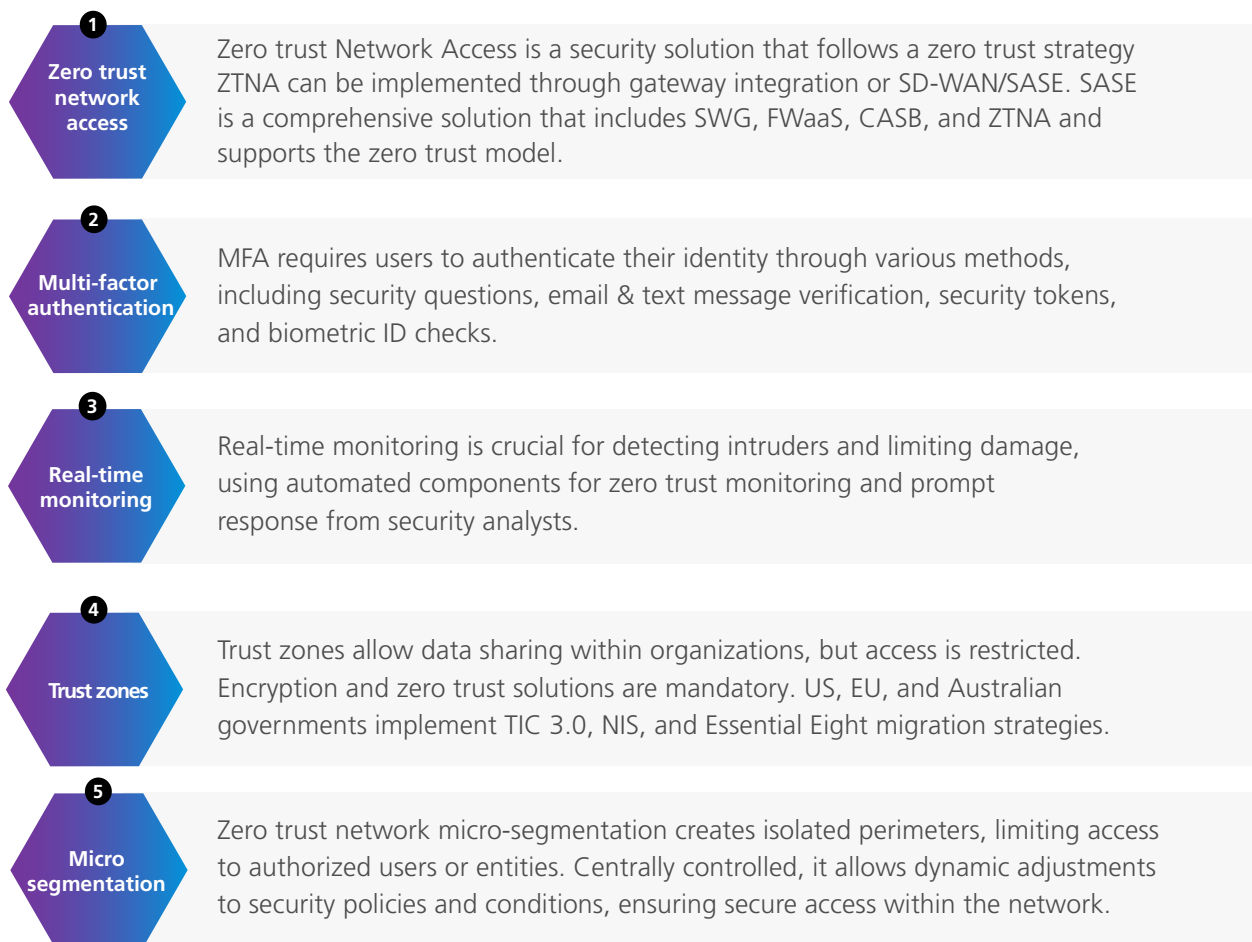 1
Zero trust
network
access
Zero trust Network Access is a security solution that follows a zero trust strategy
ZTNA can be implemented through gateway integration or SD-WAN/SASE. SASE
is a comprehensive solution that includes SWG, FWaaS, CASB, and ZTNA and
supports the zero trust model.
2
Multi-factor
authentication
MFA requires users to authenticate their identity through various methods,
including security questions, email & text message verification, security tokens,
and biometric ID checks.
3
Real-time
monitoring
Real-time monitoring is crucial for detecting intruders and limiting damage,
using automated components for zero trust monitoring and prompt
response from security analysts.
4
Trust zones
Trust zones allow data sharing within organizations, but access is restricted.
Encryption and zero trust solutions are mandatory. US, EU, and Australian
governments implement TIC 3.0, NIS, and Essential Eight migration strategies.
5
Micro
segmentation
Zero trust network micro-segmentation creates isolated perimeters, limiting access
to authorized users or entities. Centrally controlled, it allows dynamic adjustments
to security policies and conditions, ensuring secure access within the network.